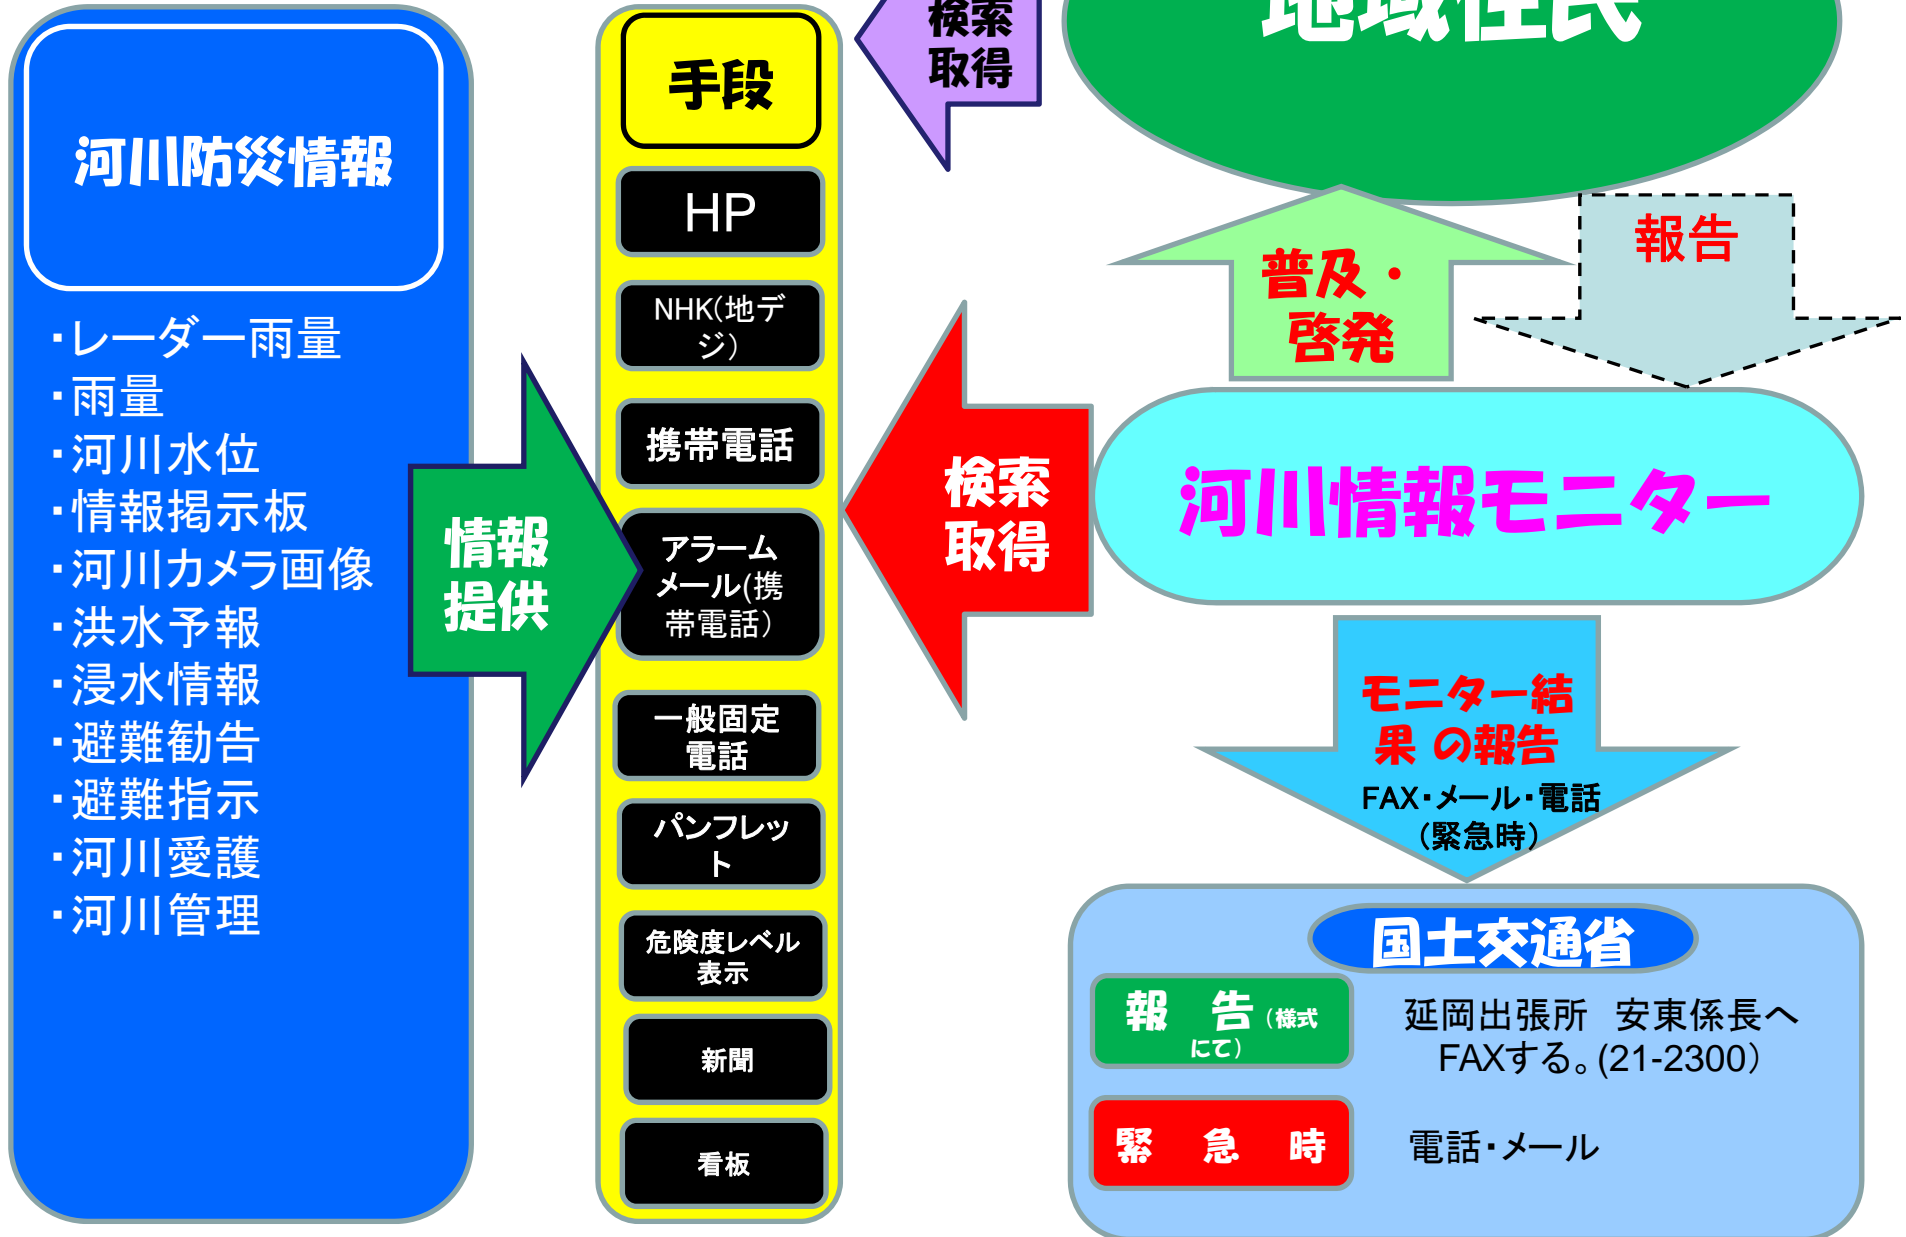 河川防災情報
・レーダー雨量
・雨量
・河川水位
・情報掲示板
・河川カメラ画像
・洪水予報
・浸水情報
・避難勧告
・避難指示
・河川愛護
・河川管理
情報
提供
手段
HP
NHK(地デ
ジ）
携帯電話
アラーム
メール(携
帯電話）
一般固定
電話
パンフレッ
ト
危険度レベル
表示
新聞
看板
検索
取得
地域住民
普及・
啓発
報告
検索
取得
河川情報モニター
モニター結
果 の報告
FAX・メール・電話
（緊急時）
国土交通省
報　告（様式
にて）
延岡出張所　安東係長へ
FAXする。(21-2300）
緊　急　時
電話・メール